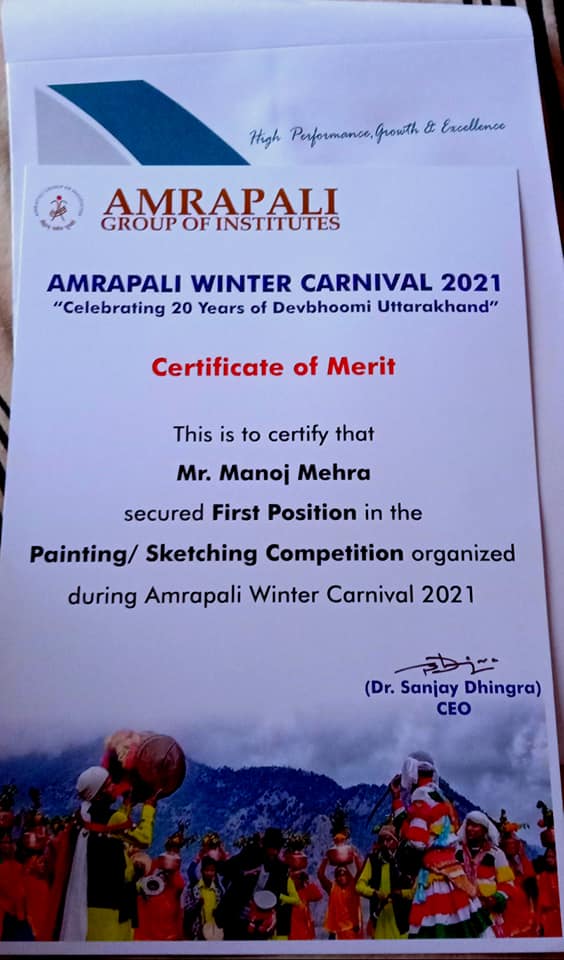 High Performance, Growth & Excellence
AMRAPALI
GROUP OF INSTITUTES
AMRAPALI WINTER CARNIVAL 2021
"Celebrating 20 Years of Devbhoomi Uttarakhand"
Certificate of Merit
This is to certify that
Mr. Manoj Mehra
secured First Position in the
Painting/ Sketching Competition organized
during Amrapali Winter Carnival 2021
(Dr. Sanjay Dhingra)
CEO